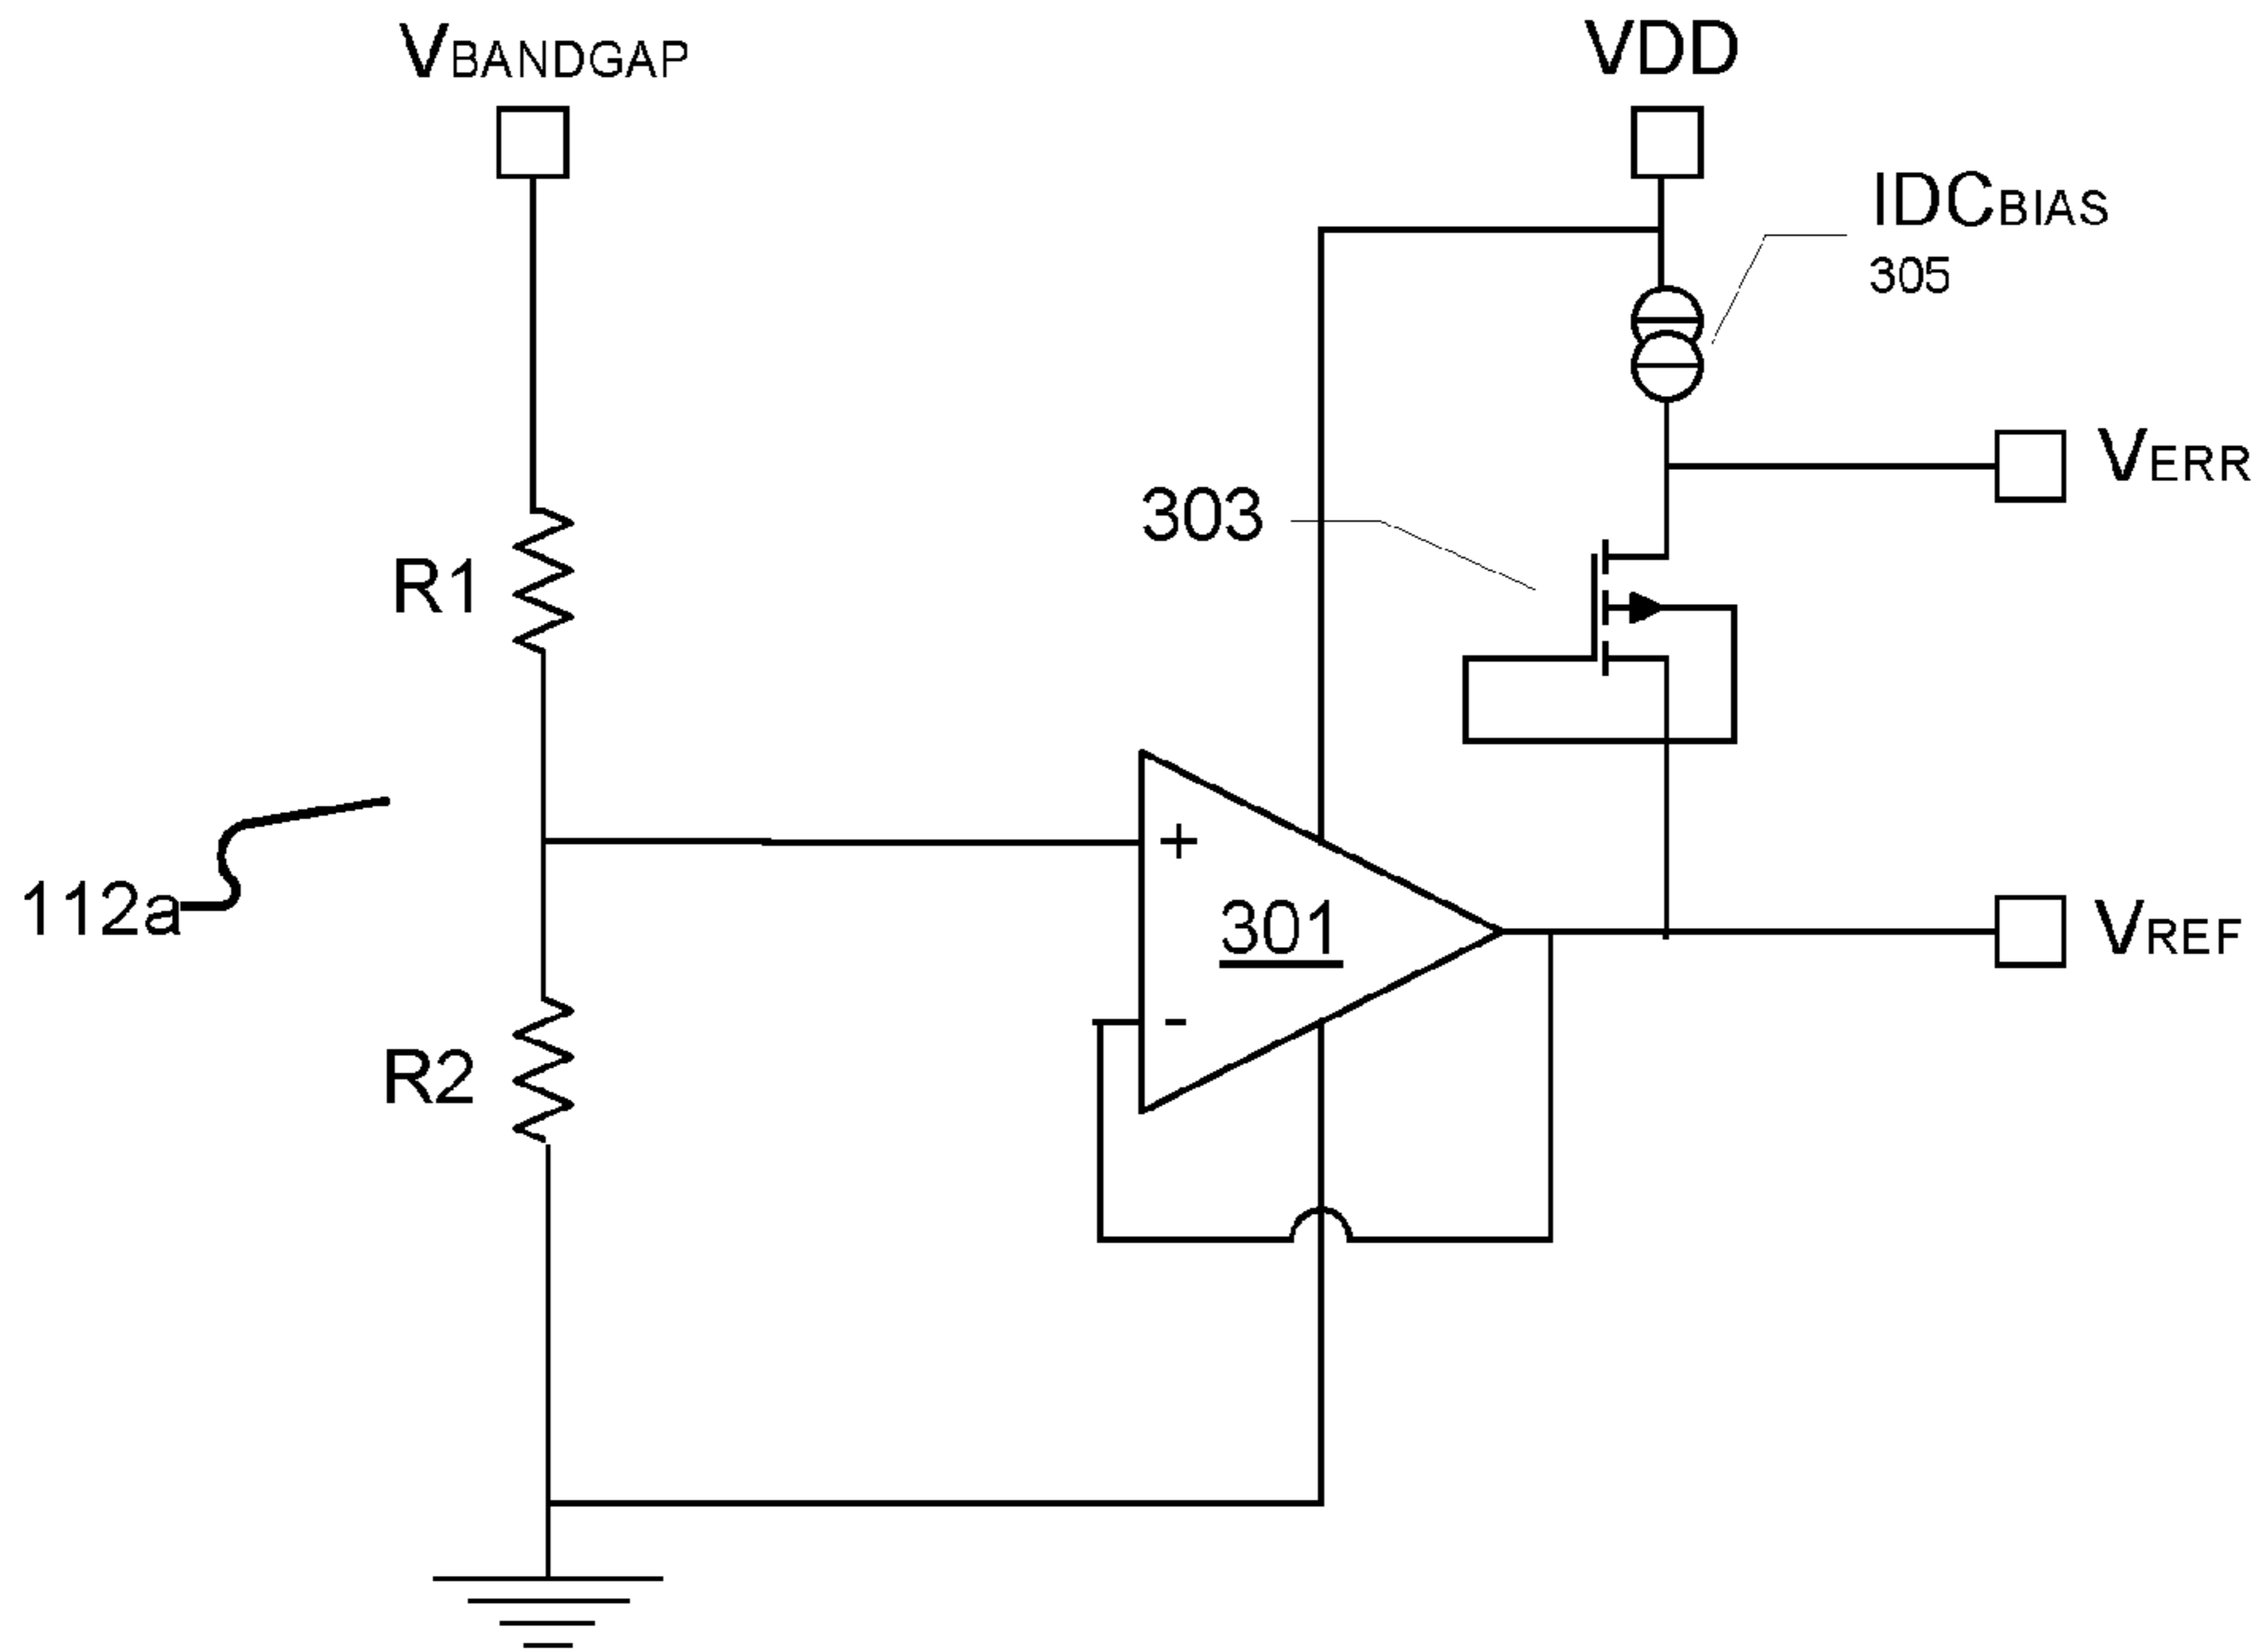 VBANDGAP
VDD
IDCBIAS
305
VERR
303
R1
+
301
112a
VREF
-
R2